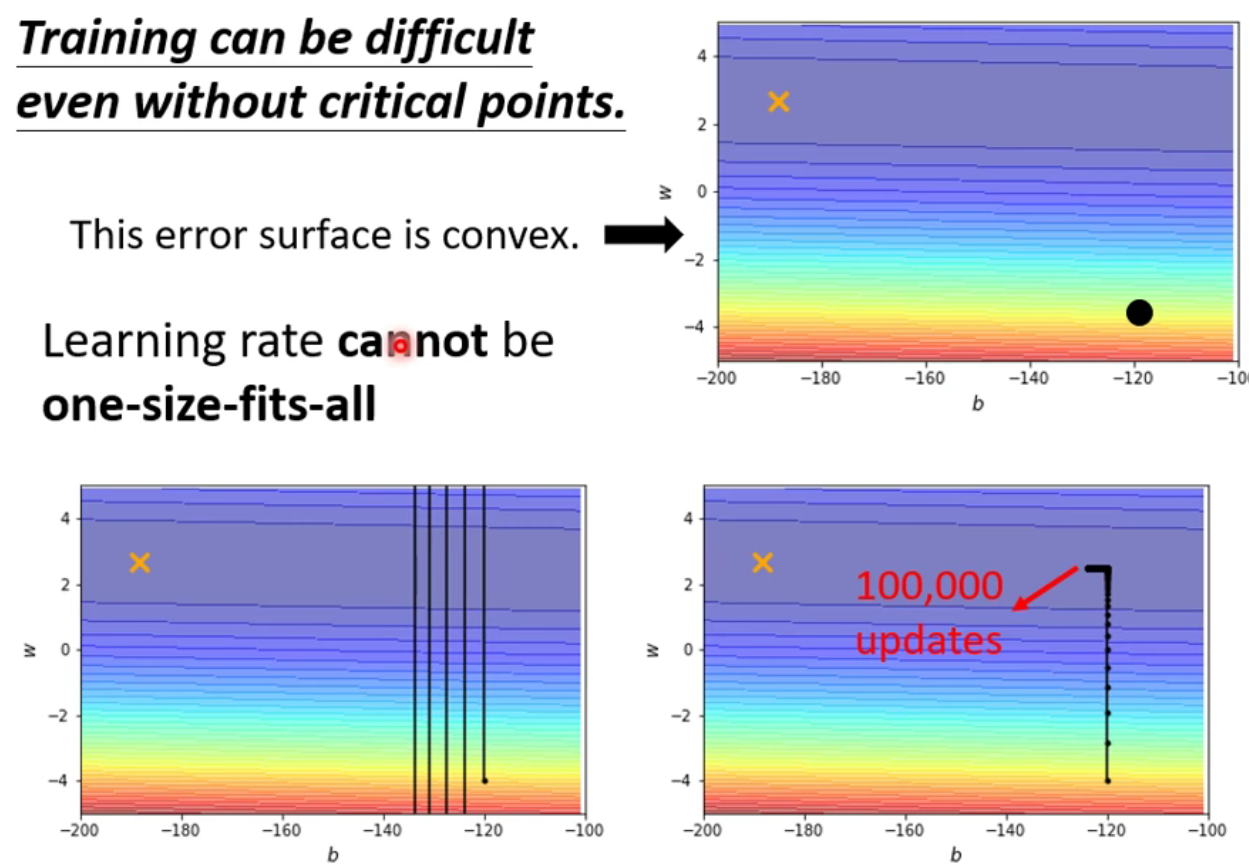 Training can be difficult
even without critical points.
This error surface is convex.
Learning rate cannot be
one-size-fits-all
4
2
0
−2
−4
w
−200
−180
−160
−140
−120
−100
b
4
2
0
−2
−4
w
−200
−180
−160
−140
−120
−100
b
100,000
updates
4
2
0
−2
−4
w
−200
−180
−160
−140
−120
−100
b